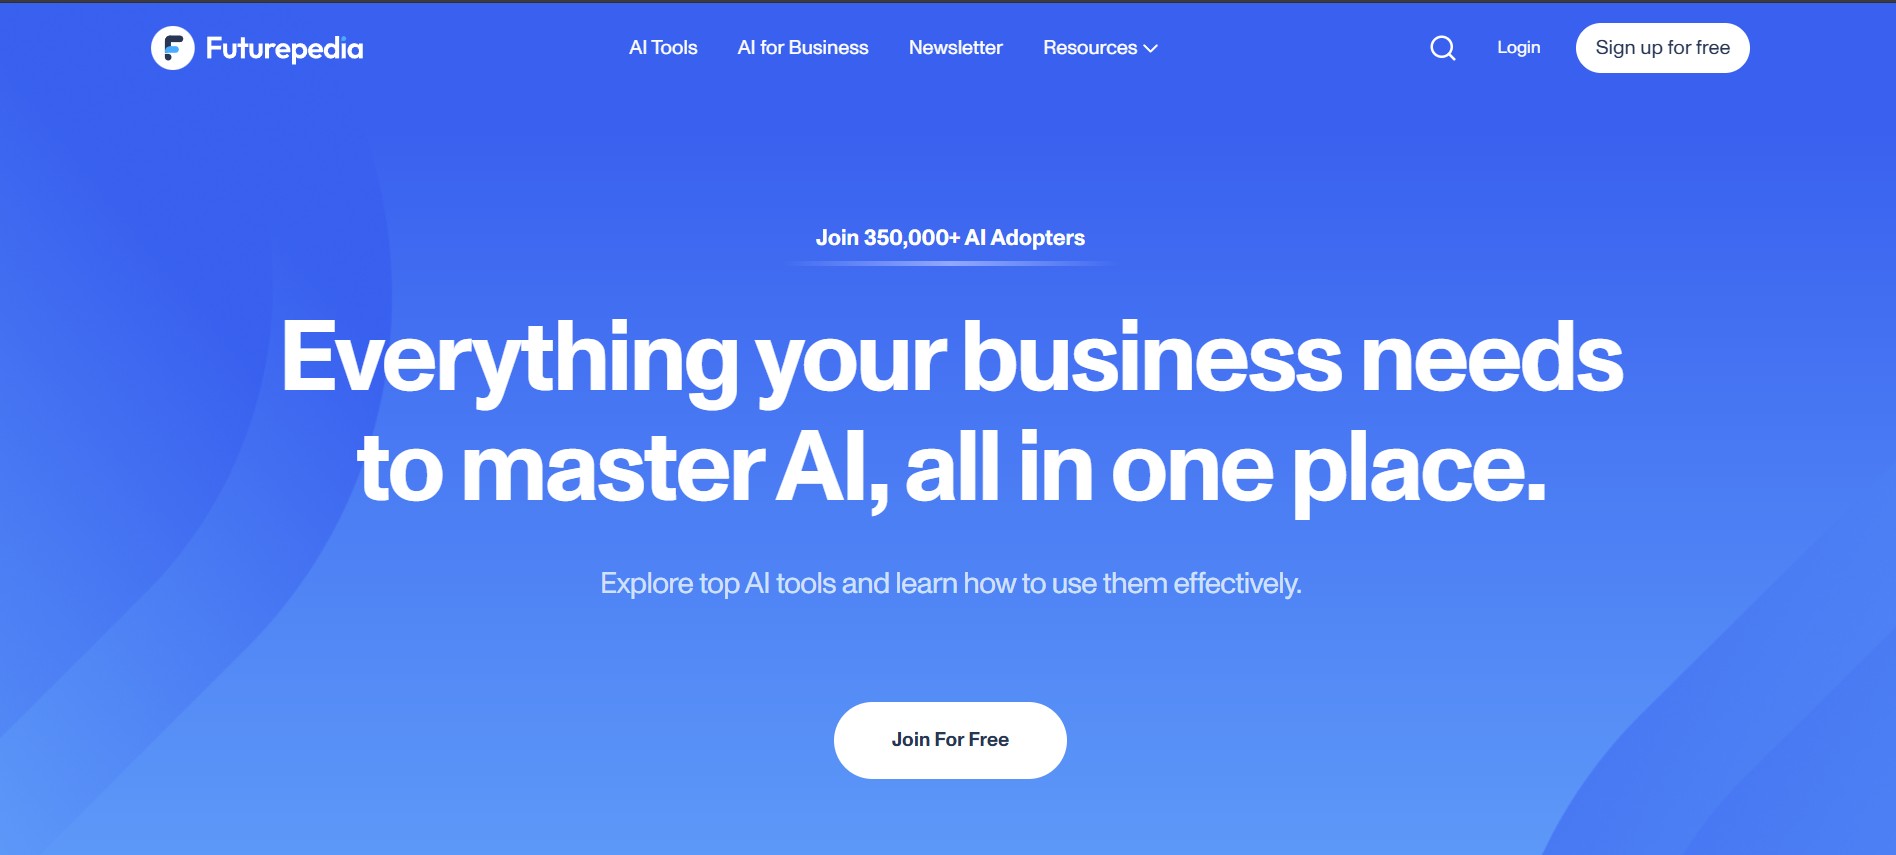 Futurepedia
AI Tools
AI for Business
Newsletter
Resources
Login
Sign up for free
Join 350,000+ AI Adopters
Everything your business needs
to master AI, all in one place.
Explore top AI tools and learn how to use them effectively.
Join For Free